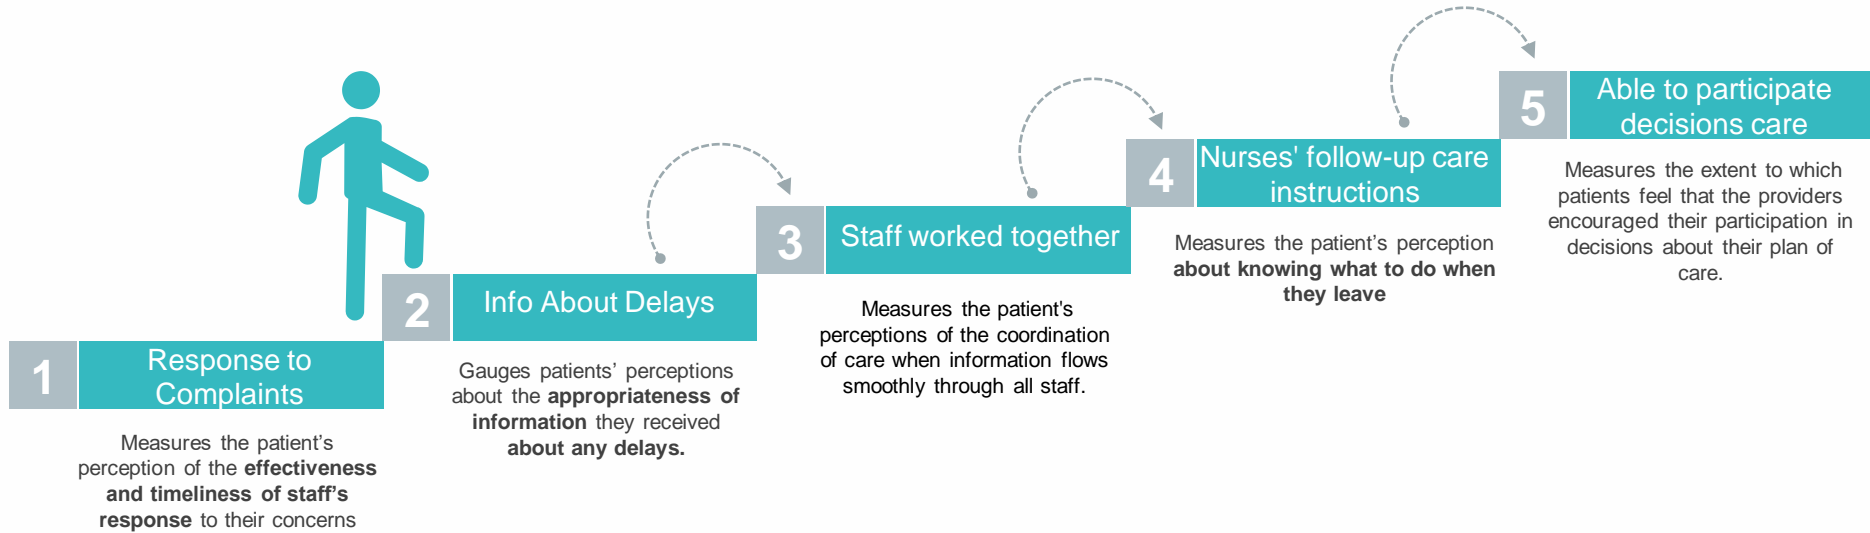 1
Response to
Complaints
Measures the patient's
perception of the effectiveness
and timeliness of staff's
response to their concerns
2
Info About Delays
Gauges patients' perceptions
about the appropriateness of
information they received
about any delays.
3
Staff worked together
Measures the patient's
perceptions of the coordination
of care when information flows
smoothly through all staff.
4
Nurses' follow-up care
instructions
Measures the patient's perception
about knowing what to do when
they leave
5
Able to participate
decisions care
Measures the extent to which
patients feel that the providers
encouraged their participation in
decisions about their plan of
care.